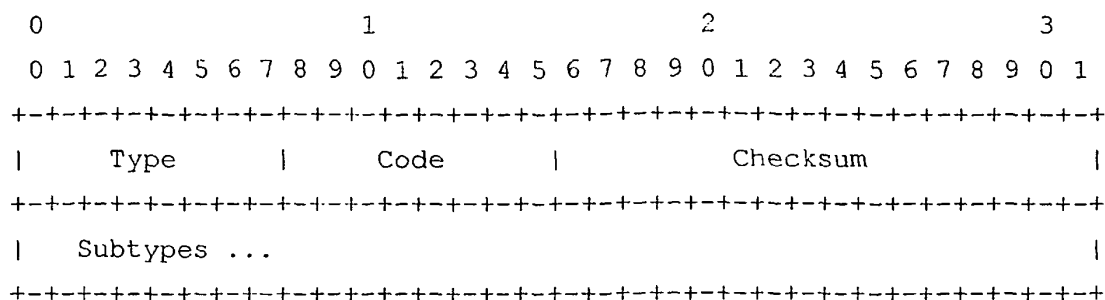 0                   1                   2                   3
 0 1 2 3 4 5 6 7 8 9 0 1 2 3 4 5 6 7 8 9 0 1 2 3 4 5 6 7 8 9 0 1
+-+-+-+-+-+-+-+-+-+-+-+-+-+-+-+-+-+-+-+-+-+-+-+-+-+-+-+-+-+-+-+-+
|     Type      |     Code      |          Checksum             |
+-+-+-+-+-+-+-+-+-+-+-+-+-+-+-+-+-+-+-+-+-+-+-+-+-+-+-+-+-+-+-+-+
|   Subtypes ...                                                |
+-+-+-+-+-+-+-+-+-+-+-+-+-+-+-+-+-+-+-+-+-+-+-+-+-+-+-+-+-+-+-+-+